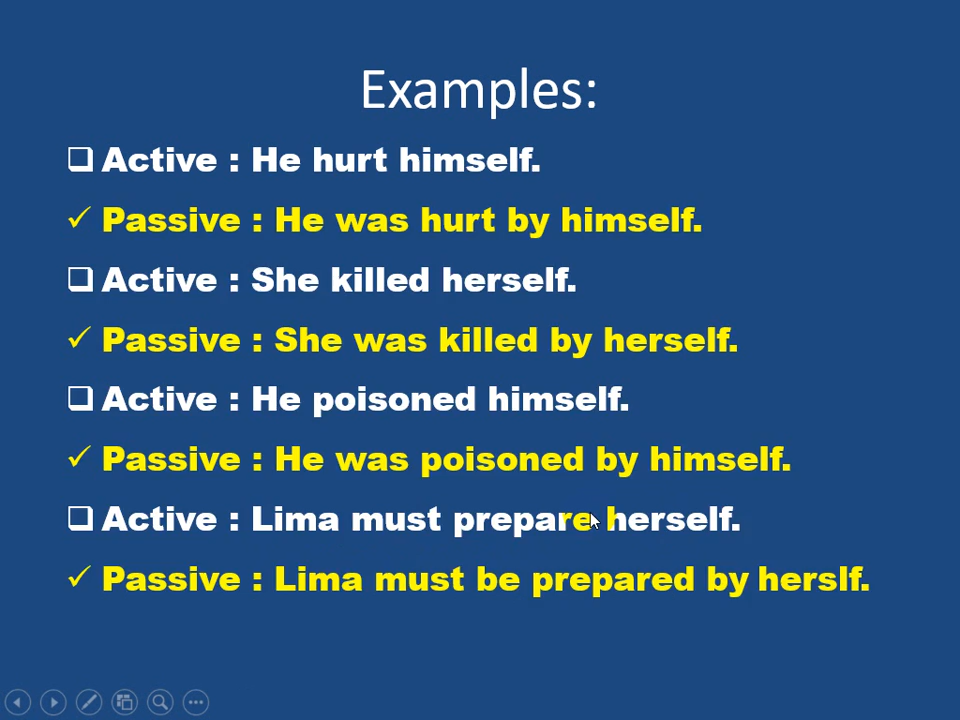 Examples:
Active : He hurt himself.
Passive : He was hurt by himself.
Active : She killed herself.
Passive : She was killed by herself.
Active : He poisoned himself.
Passive : He was poisoned by himself.
Active : Lima must prepare herself.
Passive : Lima must be prepared by herslf.